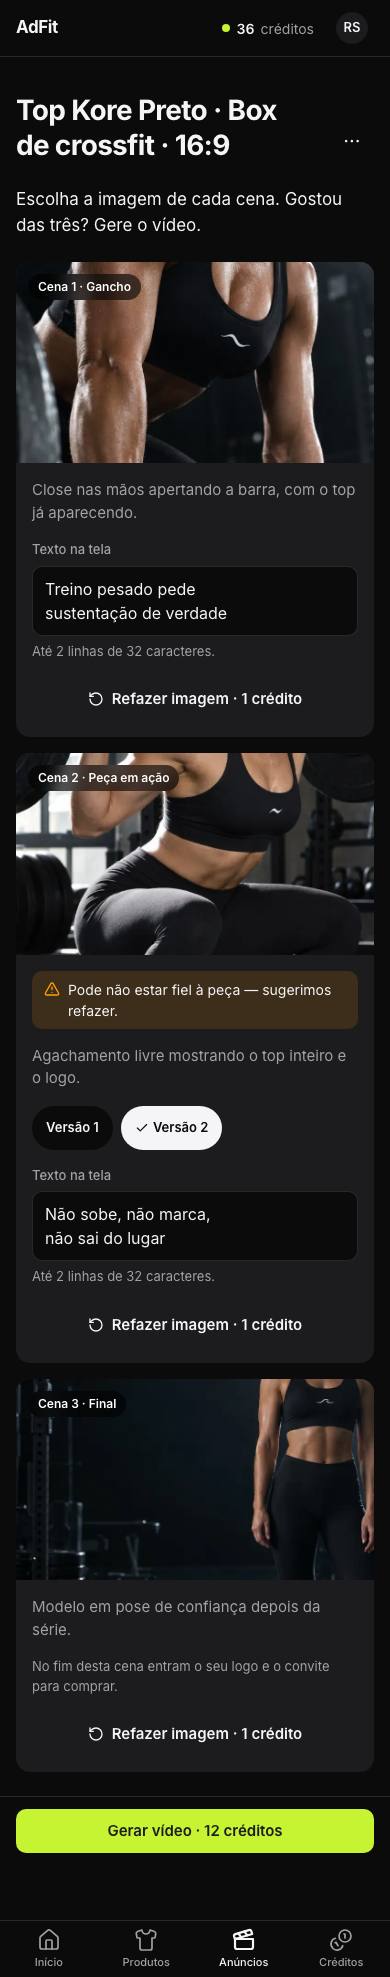 AdFit
36 créditos
RS
Top Kore Preto · Box
de crossfit · 16:9
...
Escolha a imagem de cada cena. Gostou
das três? Gere o vídeo.
Cena 1 · Gancho
Close nas mãos apertando a barra, com o top
já aparecendo.
Texto na tela
Treino pesado pede
sustentação de verdade
Até 2 linhas de 32 caracteres.
Refazer imagem · 1 crédito
Cena 2 · Peça em ação
Pode não estar fiel à peça — sugerimos
refazer.
Agachamento livre mostrando o top inteiro e
o logo.
Versão 1
Versão 2
Texto na tela
Não sobe, não marca,
não sai do lugar
Até 2 linhas de 32 caracteres.
Refazer imagem · 1 crédito
Cena 3 · Final
Modelo em pose de confiança depois da
série.
No fim desta cena entram o seu logo e o convite
para comprar.
Refazer imagem · 1 crédito
Gerar vídeo · 12 créditos
Início
Produtos
Anúncios
Créditos